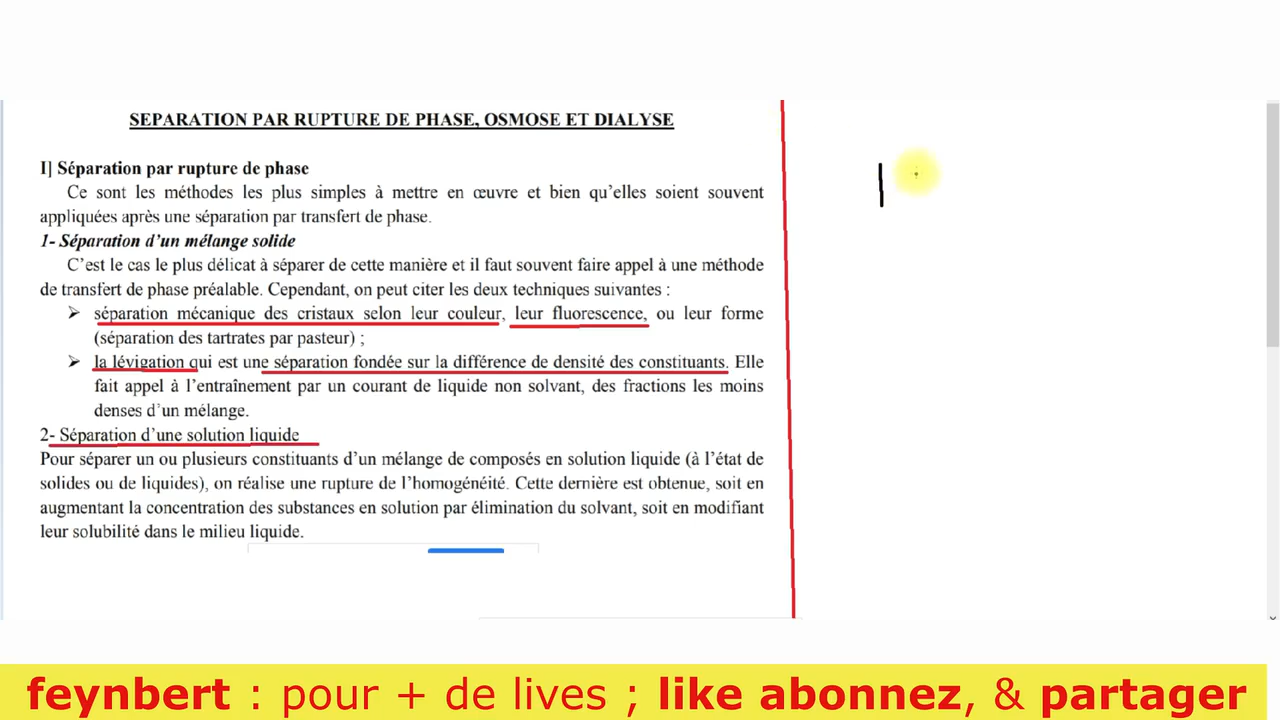 SEPARATION PAR RUPTURE DE PHASE, OSMOSE ET DIALYSE
I] Séparation par rupture de phase
Ce sont les méthodes les plus simples à mettre en œuvre et bien qu’elles soient souvent
appliquées après une séparation par transfert de phase.
1- Séparation d’un mélange solide
C’est le cas le plus délicat à séparer de cette manière et il faut souvent faire appel à une méthode
de transfert de phase préalable. Cependant, on peut citer les deux techniques suivantes :
➢ séparation mécanique des cristaux selon leur couleur, leur fluorescence, ou leur forme
(séparation des tartrates par pasteur) ;
➢ la lévigation qui est une séparation fondée sur la différence de densité des constituants. Elle
fait appel à l’entraînement par un courant de liquide non solvant, des fractions les moins
denses d’un mélange.
2- Séparation d’une solution liquide
Pour séparer un ou plusieurs constituants d’un mélange de composés en solution liquide (à l’état de
solides ou de liquides), on réalise une rupture de l’homogénéité. Cette dernière est obtenue, soit en
augmentant la concentration des substances en solution par élimination du solvant, soit en modifiant
leur solubilité dans le milieu liquide.
feynbert : pour + de lives ; like abonnez, & partager